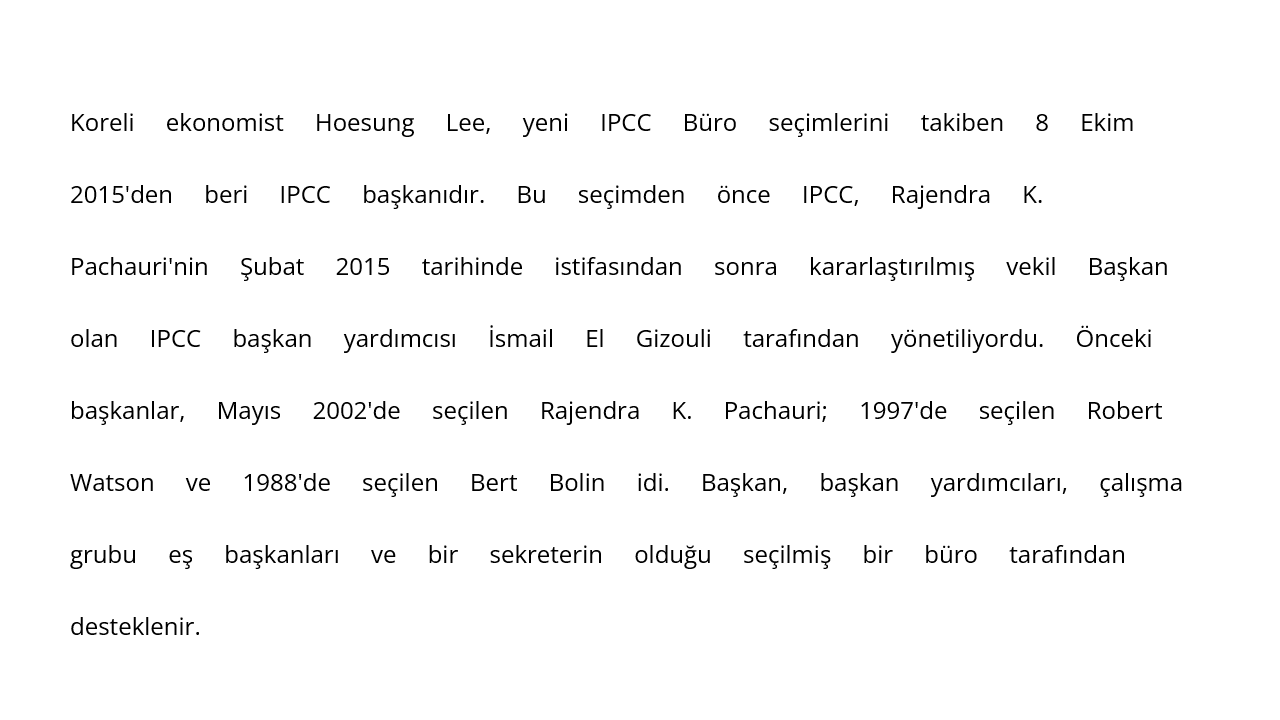 Koreli ekonomist Hoesung Lee, yeni IPCC Büro seçimlerini takiben 8 Ekim
2015'den beri IPCC başkanıdır. Bu seçimden önce IPCC, Rajendra K.
Pachauri'nin Şubat 2015 tarihinde istifasından sonra kararlaştırılmış vekil Başkan
olan IPCC başkan yardımcısı İsmail El Gizouli tarafından yönetiliyordu. Önceki
başkanlar, Mayıs 2002'de seçilen Rajendra K. Pachauri; 1997'de seçilen Robert
Watson ve 1988'de seçilen Bert Bolin idi. Başkan, başkan yardımcıları, çalışma
grubu eş başkanları ve bir sekreterin olduğu seçilmiş bir büro tarafından
desteklenir.